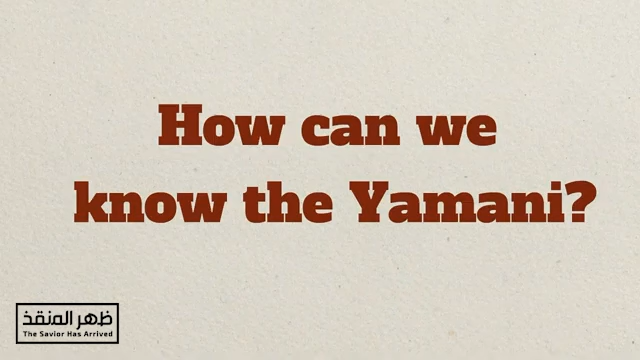 How can we
know the Yamani?
ظهر المنقذ
The Savior Has Arrived